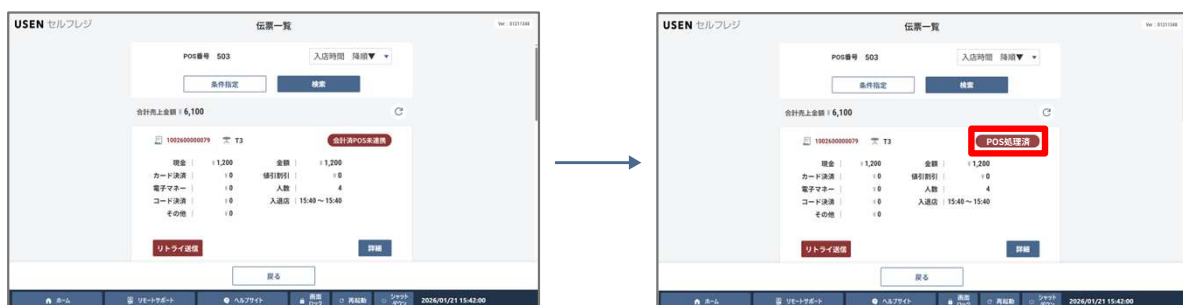 USEN セルフレジ
伝票一覧
Ver : 01211348
POS番号 503
入店時間 降順▼
条件指定
検索
合計売上金額 ¥ 6,100
1002600000079 T3
会計済POS未連携
現金 ¥ 1,200 金額 ¥ 1,200
カード決済 ¥ 0 値引割引 ¥ 0
電子マネー ¥ 0 人数 4
コード決済 ¥ 0 入退店 15:40 ~ 15:40
その他 ¥ 0
リトライ送信
詳細
戻る
ホーム リモートサポート ヘルプサイト 画面ロック 再起動 シャットダウン 2026/01/21 15:42:00
USEN セルフレジ
伝票一覧
Ver : 01211348
POS番号 503
入店時間 降順▼
条件指定
検索
合計売上金額 ¥ 6,100
1002600000079 T3
POS処理済
現金 ¥ 1,200 金額 ¥ 1,200
カード決済 ¥ 0 値引割引 ¥ 0
電子マネー ¥ 0 人数 4
コード決済 ¥ 0 入退店 15:40 ~ 15:40
その他 ¥ 0
リトライ送信
詳細
戻る
ホーム リモートサポート ヘルプサイト 画面ロック 再起動 シャットダウン 2026/01/21 15:42:00